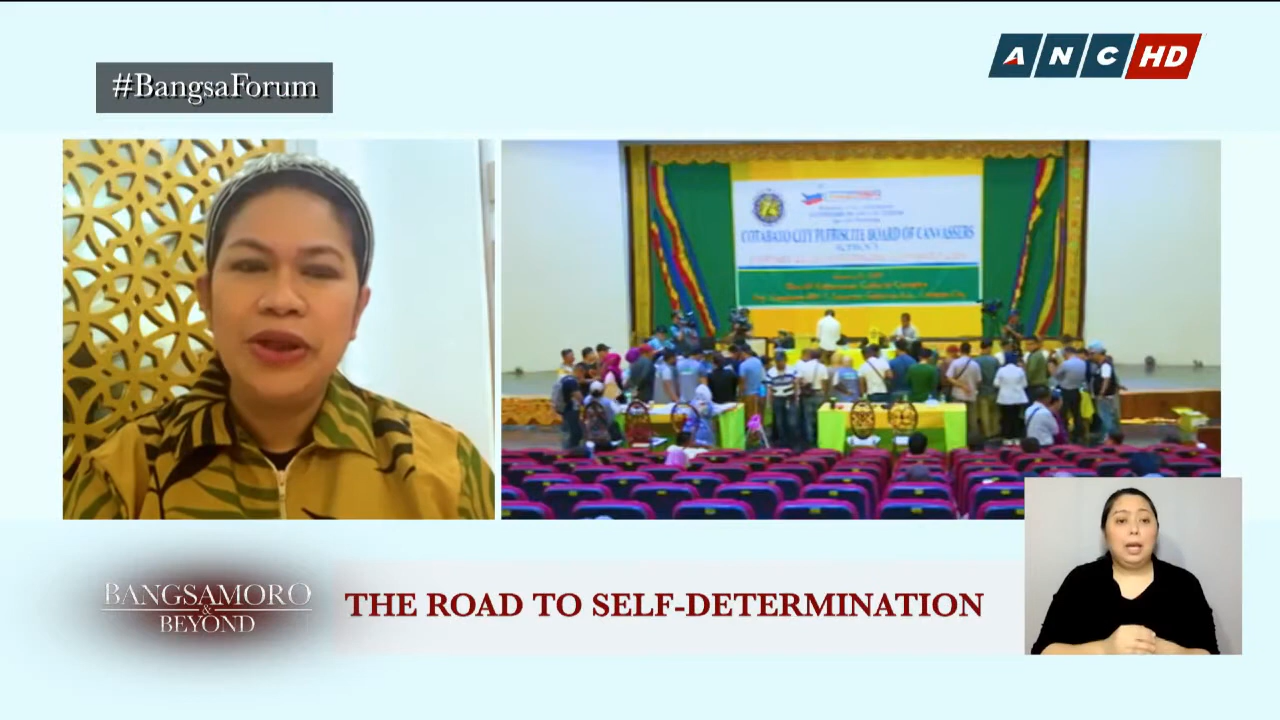 #BangsaForum
ANC HD
COTABATO CITY PLEBISCITE BOARD OF CANVASSERS
BANGSAMORO
&
BEYOND
THE ROAD TO SELF-DETERMINATION